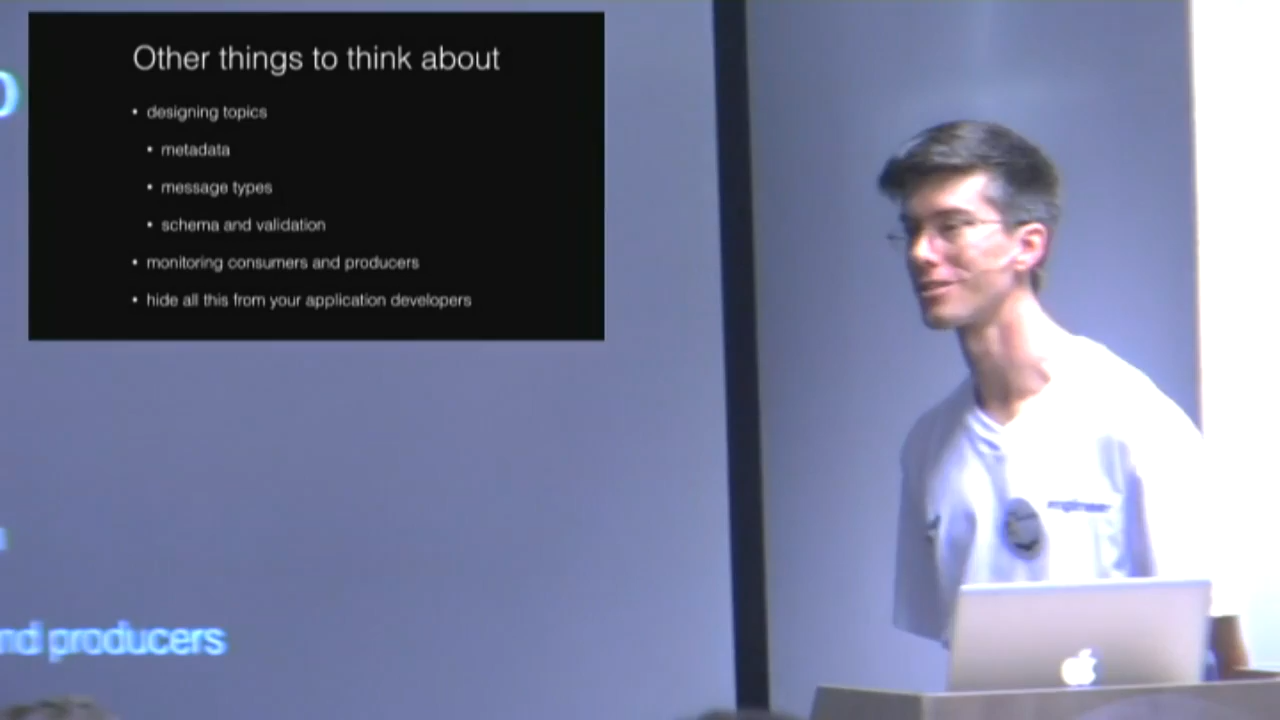 Other things to think about
• designing topics
• metadata
• message types
• schema and validation
• monitoring consumers and producers
• hide all this from your application developers
nd producers